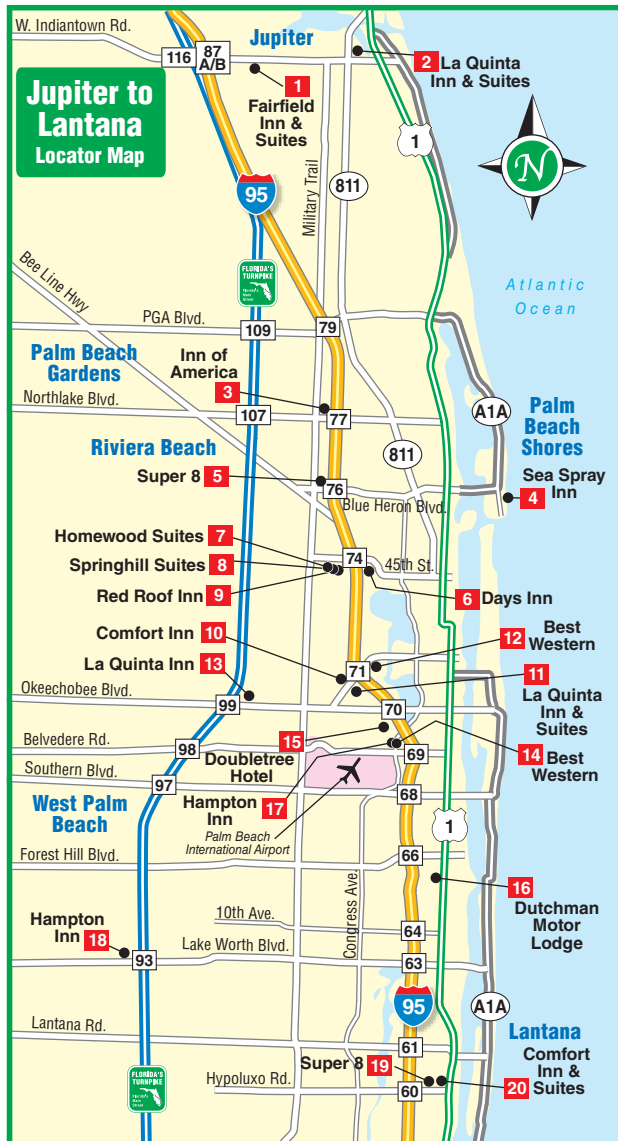 W. Indiantown Rd.
Jupiter
116
87
A/B
1
Fairfield
Inn &
Suites
2
La Quinta
Inn & Suites
Jupiter to
Lantana
Locator Map
1
N
95
Military Trail
811
Bee Line Hwy
FLORIDA'S
TURNPIKE
Atlantic
Ocean
PGA Blvd.
109
79
Palm Beach
Gardens
Inn of
America
3
Northlake Blvd.
107
77
A1A
Palm
Beach
Shores
Riviera Beach
811
Super 8
5
76
Blue Heron Blvd.
4
Sea Spray
Inn
Homewood Suites
7
Springhill Suites
8
Red Roof Inn
9
74
45th St.
6
Days Inn
Comfort Inn
10
12
Best
Western
La Quinta Inn
13
71
11
La Quinta
Inn &
Suites
Okeechobee Blvd.
99
70
Belvedere Rd.
98
15
Doubletree
Hotel
69
14
Best
Western
Southern Blvd.
97
Hampton
Inn
17
68
West Palm
Beach
Palm Beach
International Airport
1
Forest Hill Blvd.
66
Congress Ave.
16
Dutchman
Motor
Lodge
10th Ave.
64
Hampton
Inn
18
Lake Worth Blvd.
93
63
95
A1A
Lantana Rd.
61
Lantana
Super 8
19
Comfort
Inn &
Suites
20
FLORIDA'S
TURNPIKE
Hypoluxo Rd.
60